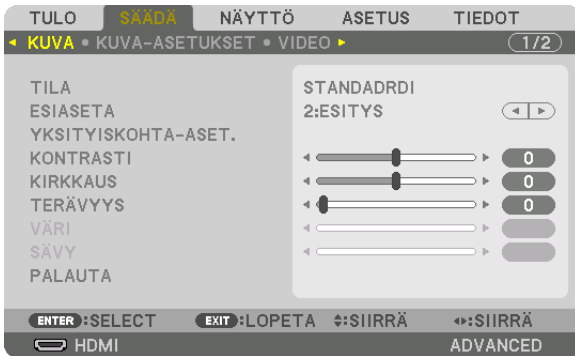 TULO SÄÄDÄ NÄYTTÖ ASETUS TIEDOT
KUVA • KUVA-ASETUKSET • VIDEO 1/2
TILA STANDADRDI
ESIASETA 2:ESITYS
YKSITYISKOHTA-ASET.
KONTRASTI 0
KIRKKAUS 0
TERÄVYYS 0
VÄRI
SÄVY
PALAUTA
ENTER :SELECT EXIT :LOPETA :SIIRRÄ :SIIRRÄ
HDMI ADVANCED